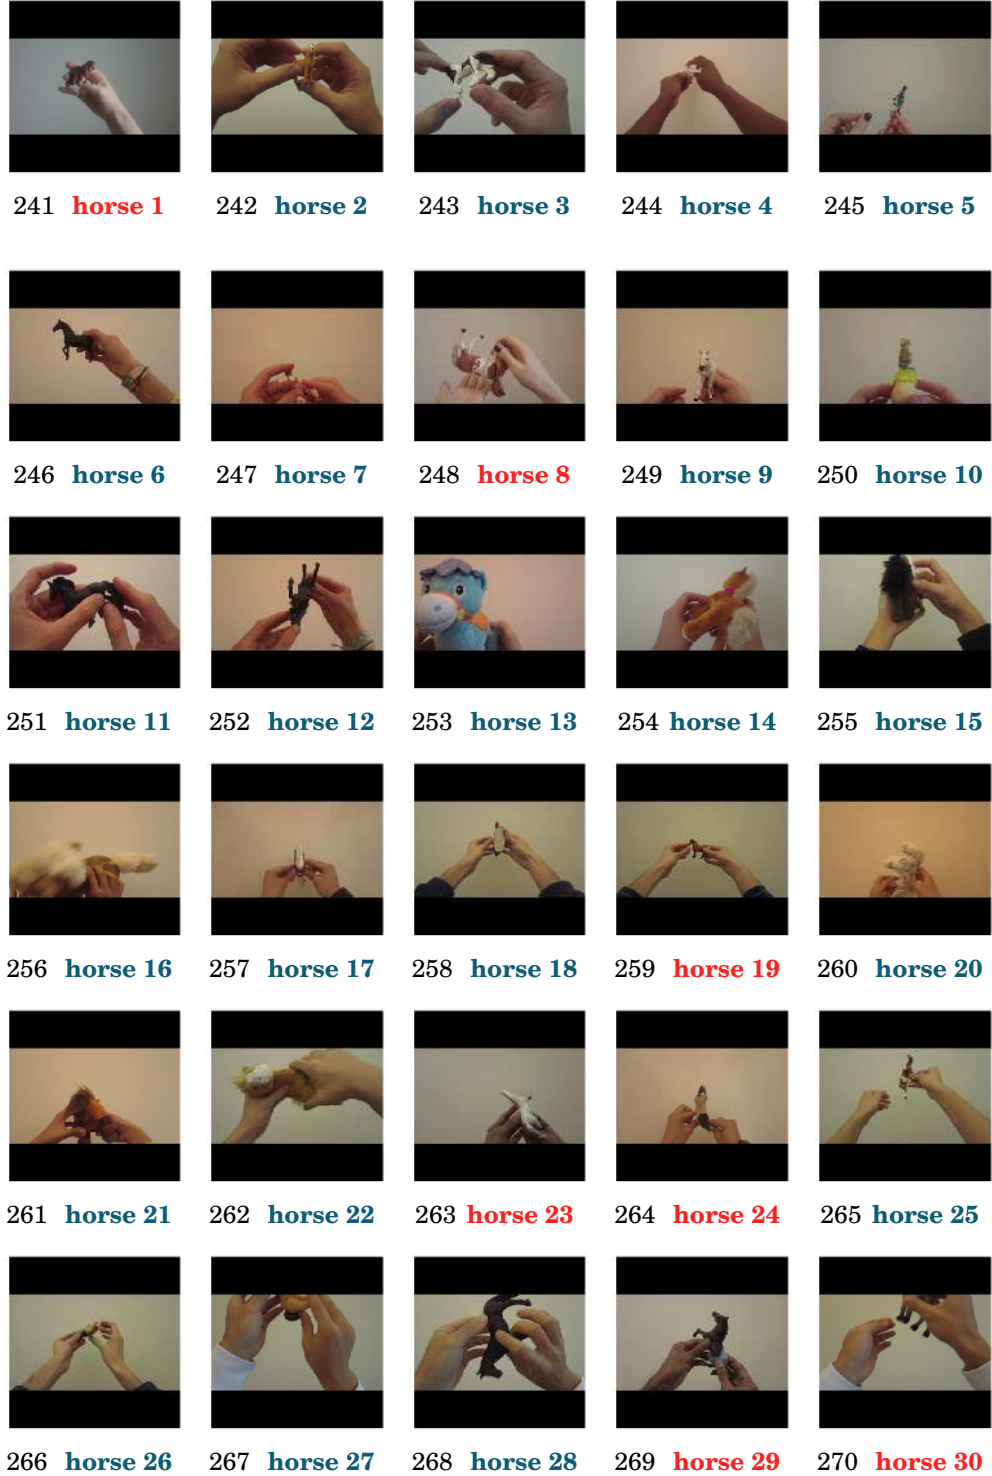 241 horse 1 242 horse 2 243 horse 3 244 horse 4 245 horse 5
246 horse 6 247 horse 7 248 horse 8 249 horse 9 250 horse 10
251 horse 11 252 horse 12 253 horse 13 254 horse 14 255 horse 15
256 horse 16 257 horse 17 258 horse 18 259 horse 19 260 horse 20
261 horse 21 262 horse 22 263 horse 23 264 horse 24 265 horse 25
266 horse 26 267 horse 27 268 horse 28 269 horse 29 270 horse 30